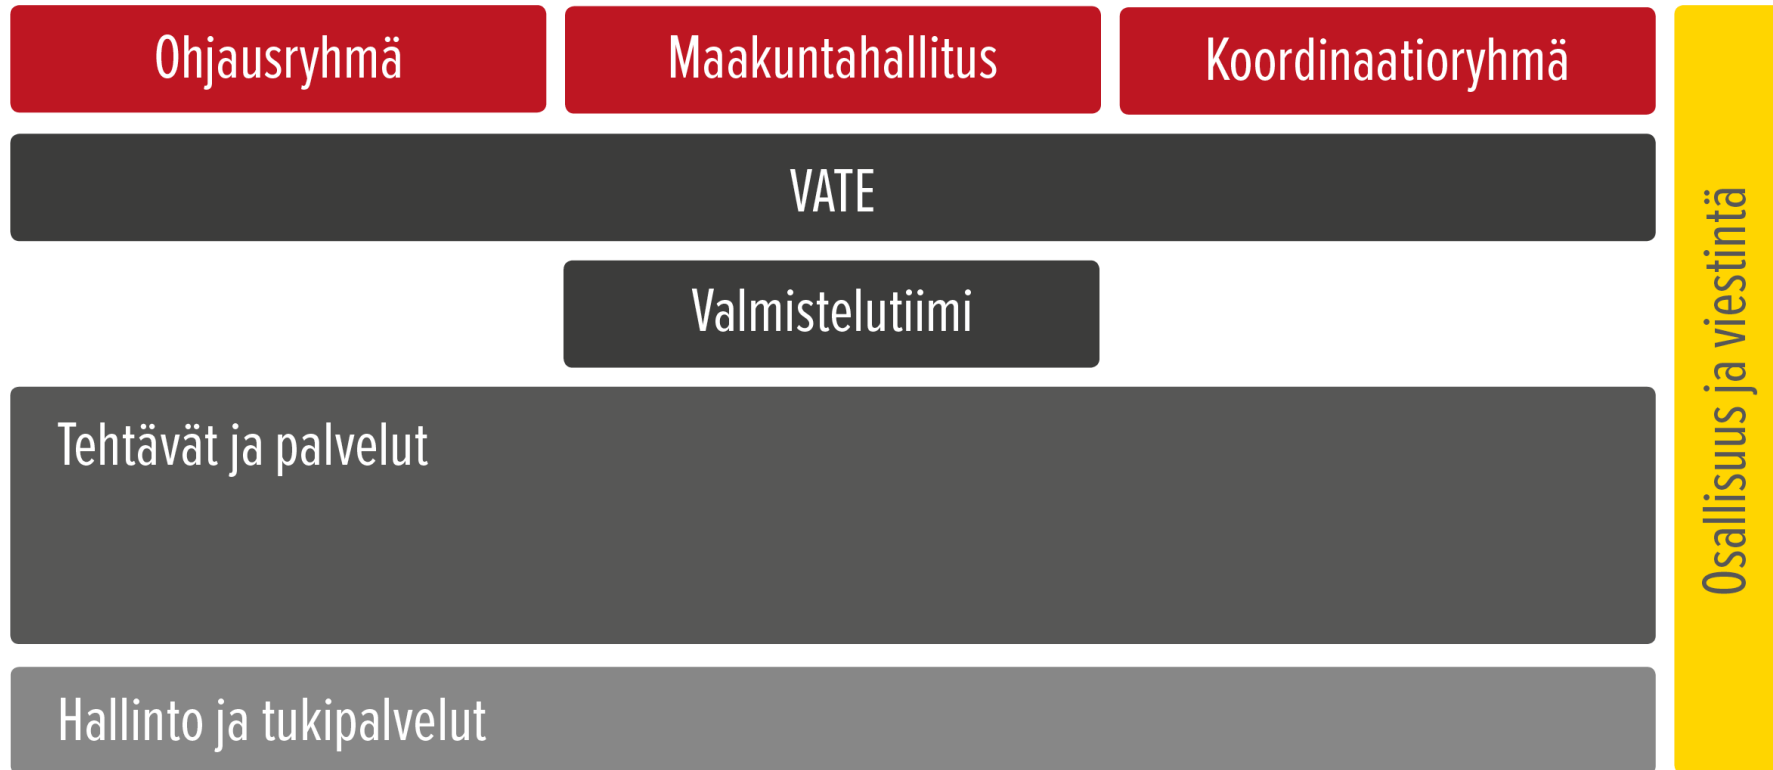 Ohjausryhmä
Maakuntahallitus
Koordinaatioryhmä
VATE
Valmistelutiimi
Tehtävät ja palvelut
Hallinto ja tukipalvelut
Osallisuus ja viestintä